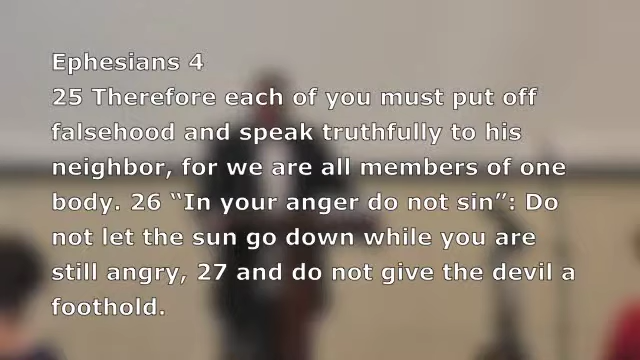 Ephesians 4
25 Therefore each of you must put off
falsehood and speak truthfully to his
neighbor, for we are all members of one
body. 26 “In your anger do not sin”: Do
not let the sun go down while you are
still angry, 27 and do not give the devil a
foothold.